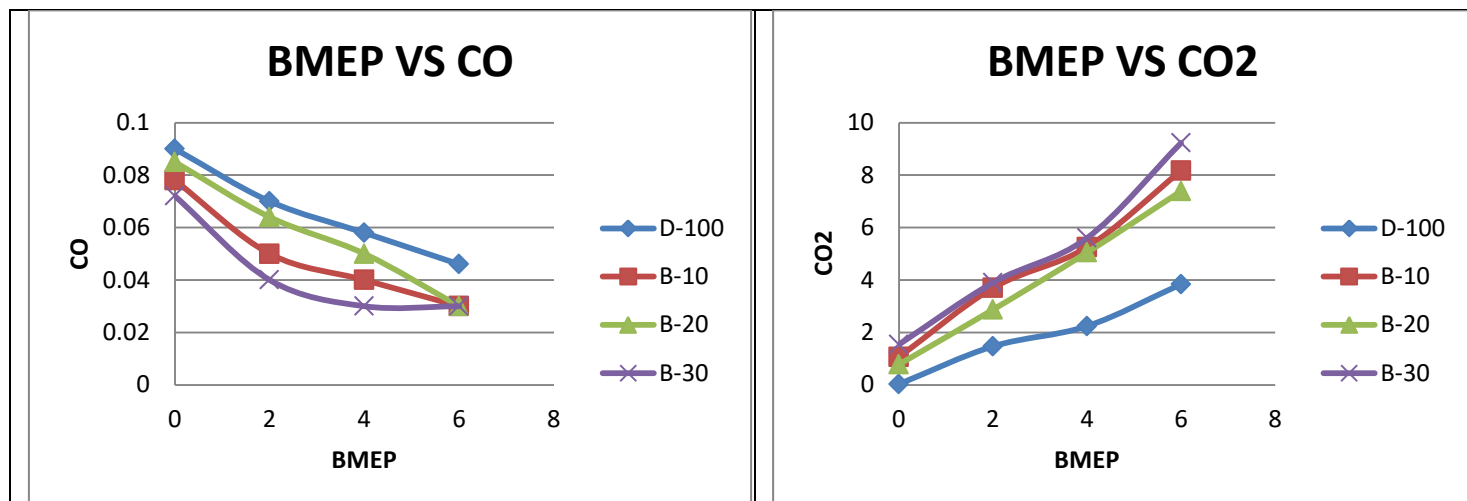 BMEP VS CO
0.1
0.08
0.06
0.04
0.02
0
0 2 4 6 8
CO
BMEP
D-100
B-10
B-20
B-30
BMEP VS CO2
10
8
6
4
2
0
0 2 4 6 8
CO2
BMEP
D-100
B-10
B-20
B-30